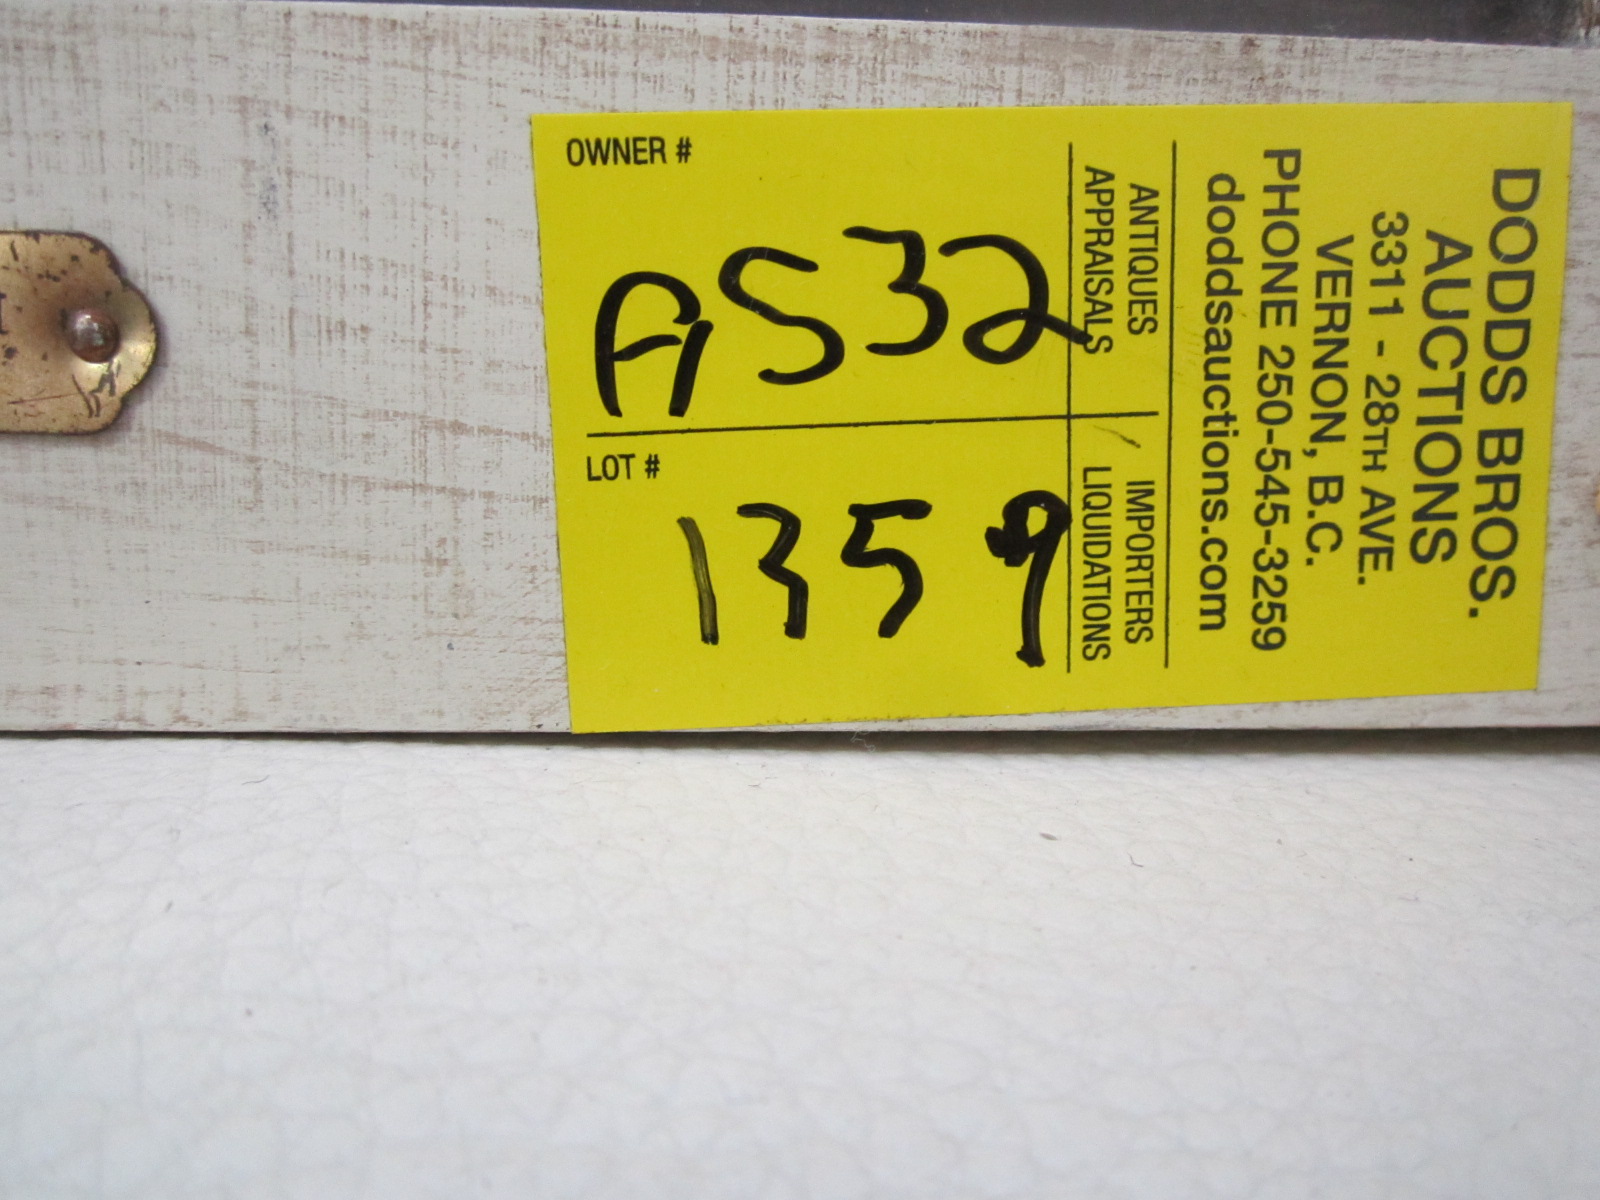 OWNER #
A532
LOT #
1359
DODDS BROS.
AUCTIONS
3311 - 28TH AVE.
VERNON, B.C.
PHONE 250-545-3259
doddsauctions.com
ANTIQUES IMPORTERS
APPRAISALS LIQUIDATIONS